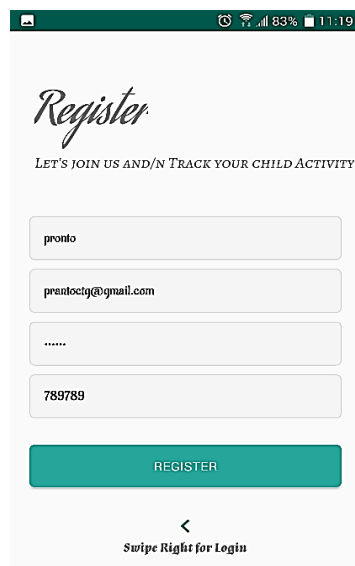 83% 11:19
Register
Let's join us and/n Track your child Activity
pronto
prantoctg@gmail.com
······
789789
REGISTER
Swipe Right for Login